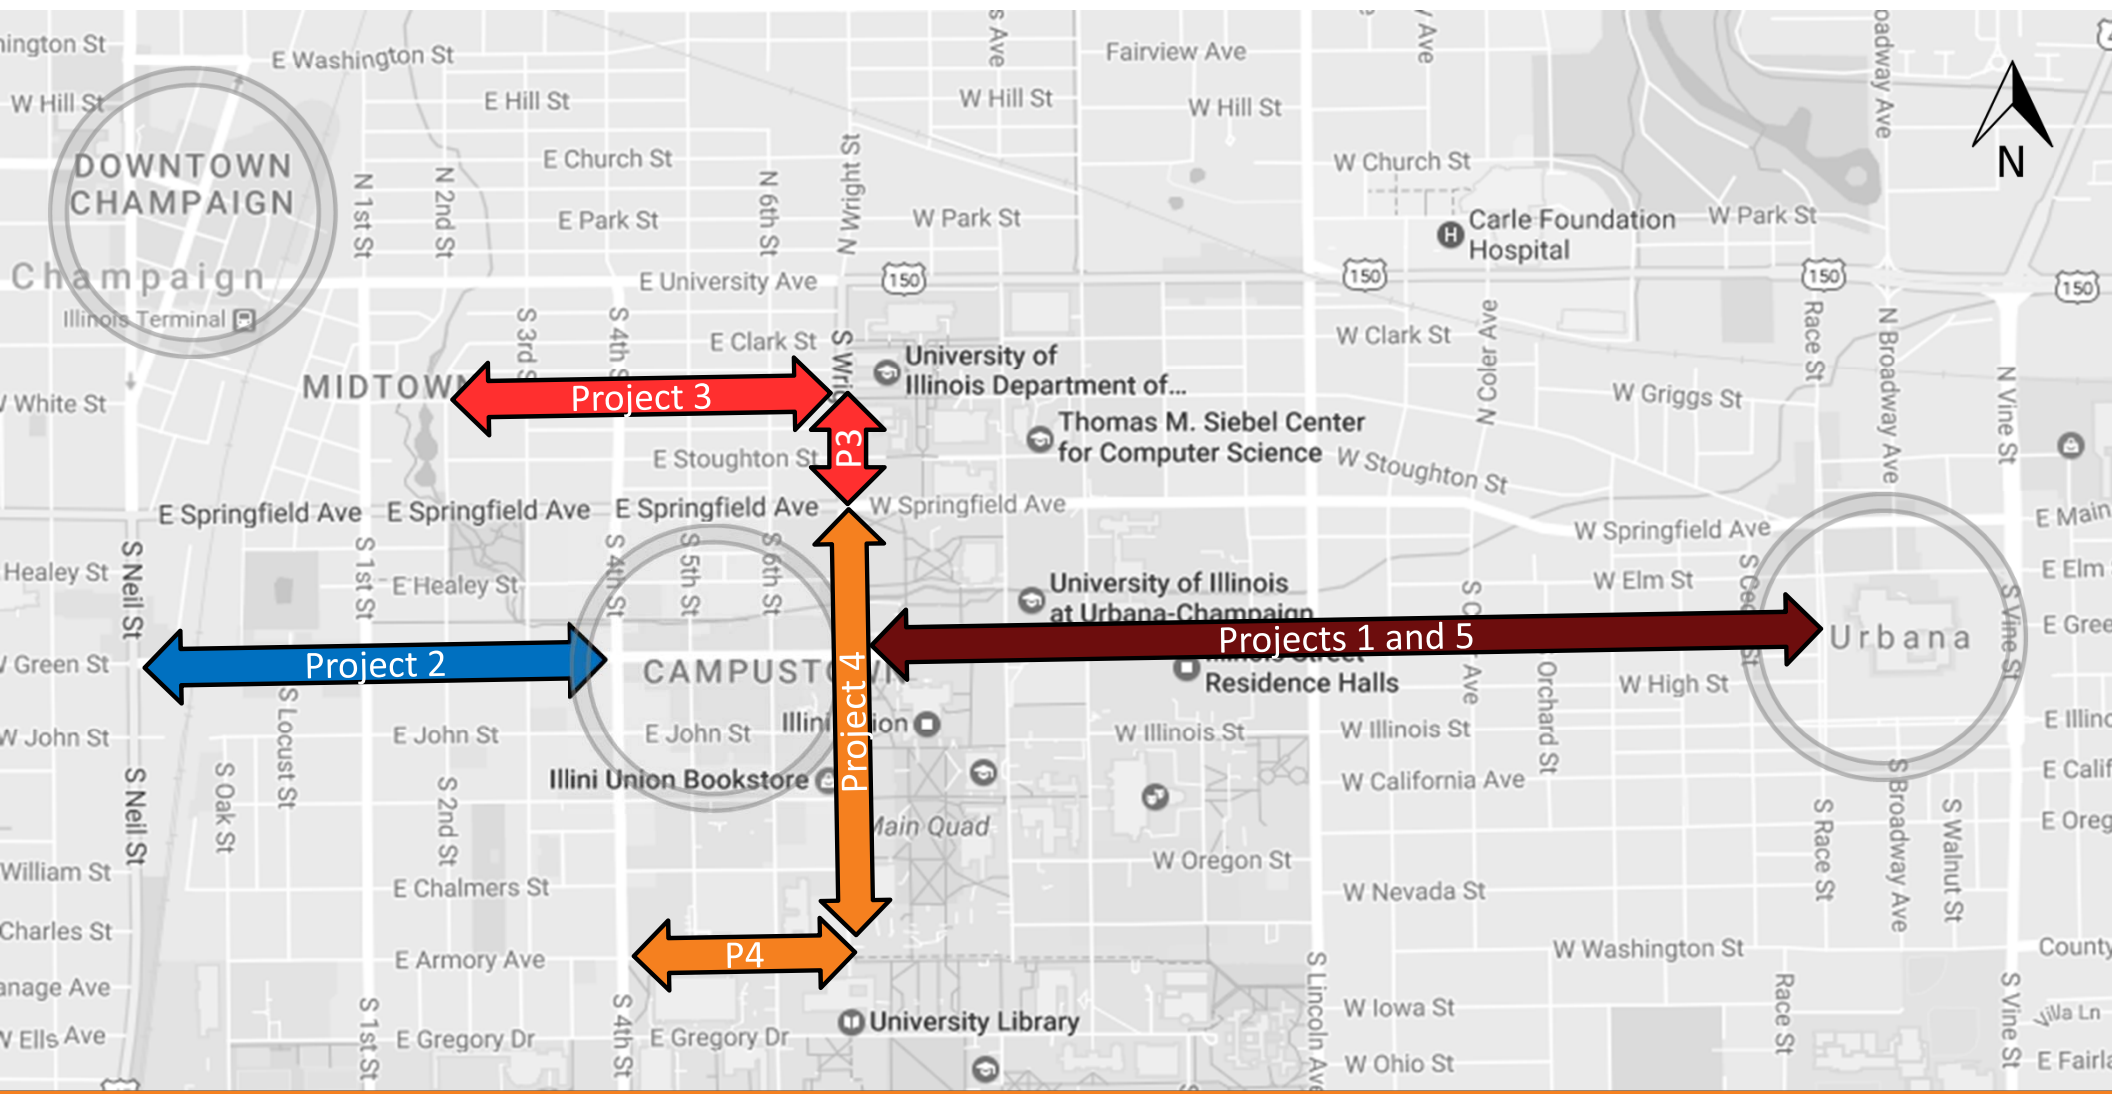 E Washington St
Fairview Ave
W Hill St
E Hill St
W Hill St
W Hill St
DOWNTOWN
CHAMPAIGN
E Church St
W Church St
N
N 1st St
N 2nd St
N 6th St
N Wright St
E Park St
W Park St
W Park St
Carle Foundation
Hospital
H
Champaign
E University Ave
150
150
150
150
Illinois Terminal
S 3rd S
S 4th S
E Clark St
W Clark St
N Coler Ave
Race St
N Broadway Ave
N Vine St
University of
Illinois Department of...
MIDTOWN
Project 3
W Griggs St
W White St
P3
Thomas M. Siebel Center
for Computer Science
E Stoughton St
W Stoughton St
E Springfield Ave
E Springfield Ave
E Springfield Ave
W Springfield Ave
W Springfield Ave
E Main
S Neil St
S 1st St
S 4th St
S 5th St
S 6th St
Healey St
E Healey St
W Elm St
E Elm
University of Illinois
at Urbana-Champaign
Projects 1 and 5
Urbana
S Vine St
Green St
Project 2
CAMPUSTOWN
Project 4
Residence Halls
W High St
S Locust St
Orchard St
W John St
E John St
E John St
W Illinois St
W Illinois St
Illini Union Bookstore
W California Ave
S Neil St
S Oak St
S 2nd St
Main Quad
S Race St
S Broadway Ave
S Walnut St
William St
E Chalmers St
W Oregon St
W Nevada St
Charles St
E Armory Ave
P4
W Washington St
County
S 1st St
S 4th St
S Lincoln Ave
Race St
S Vine St
University Library
W Iowa St
Villa Ln
W Ells Ave
E Gregory Dr
E Gregory Dr
W Ohio St